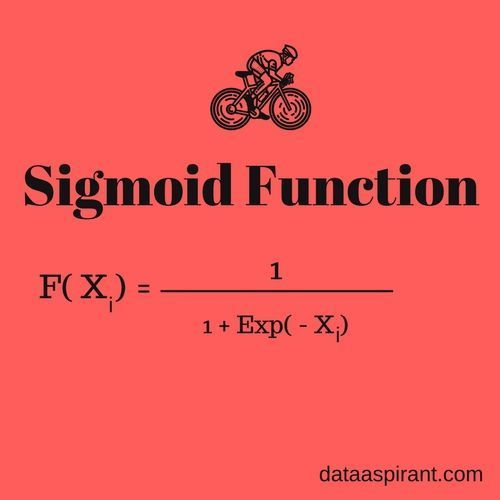 Sigmoid Function
F( Xᵢ) = 1
1 + Exp( - Xᵢ)
dataaspirant.com